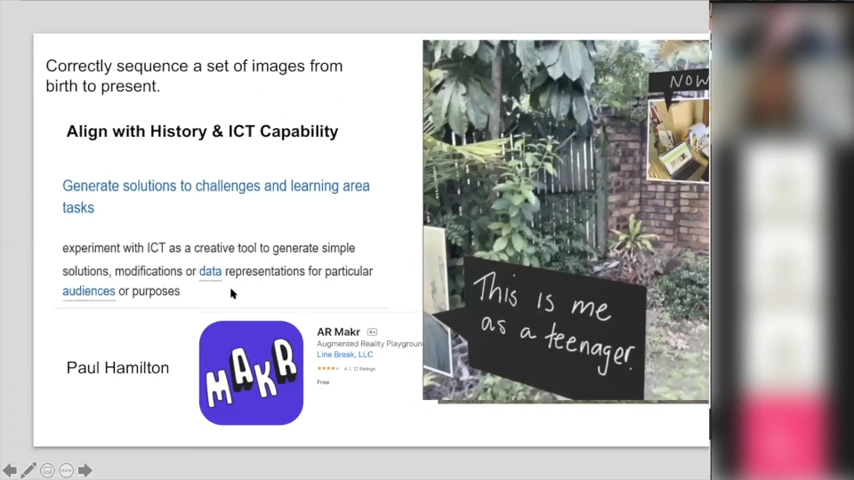 Correctly sequence a set of images from
birth to present.
Align with History & ICT Capability
Generate solutions to challenges and learning area
tasks
experiment with ICT as a creative tool to generate simple
solutions, modifications or data representations for particular
audiences or purposes
Paul Hamilton
MAKR
AR Makr 4+
Augmented Reality Playgroun
Line Break, LLC
4.1, 12 Ratings
Free
NOW
This is me
as a teenager.